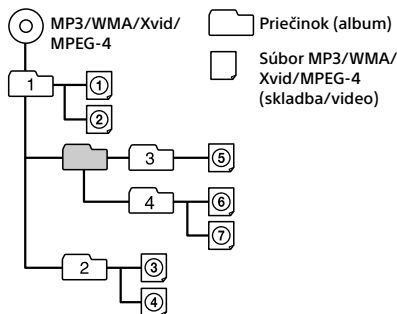 MP3/WMA/Xvid/
MPEG-4
Priečinok (album)
Súbor MP3/WMA/
Xvid/MPEG-4
(skladba/video)
1
①
②
3
⑤
4
⑥
⑦
2
③
④